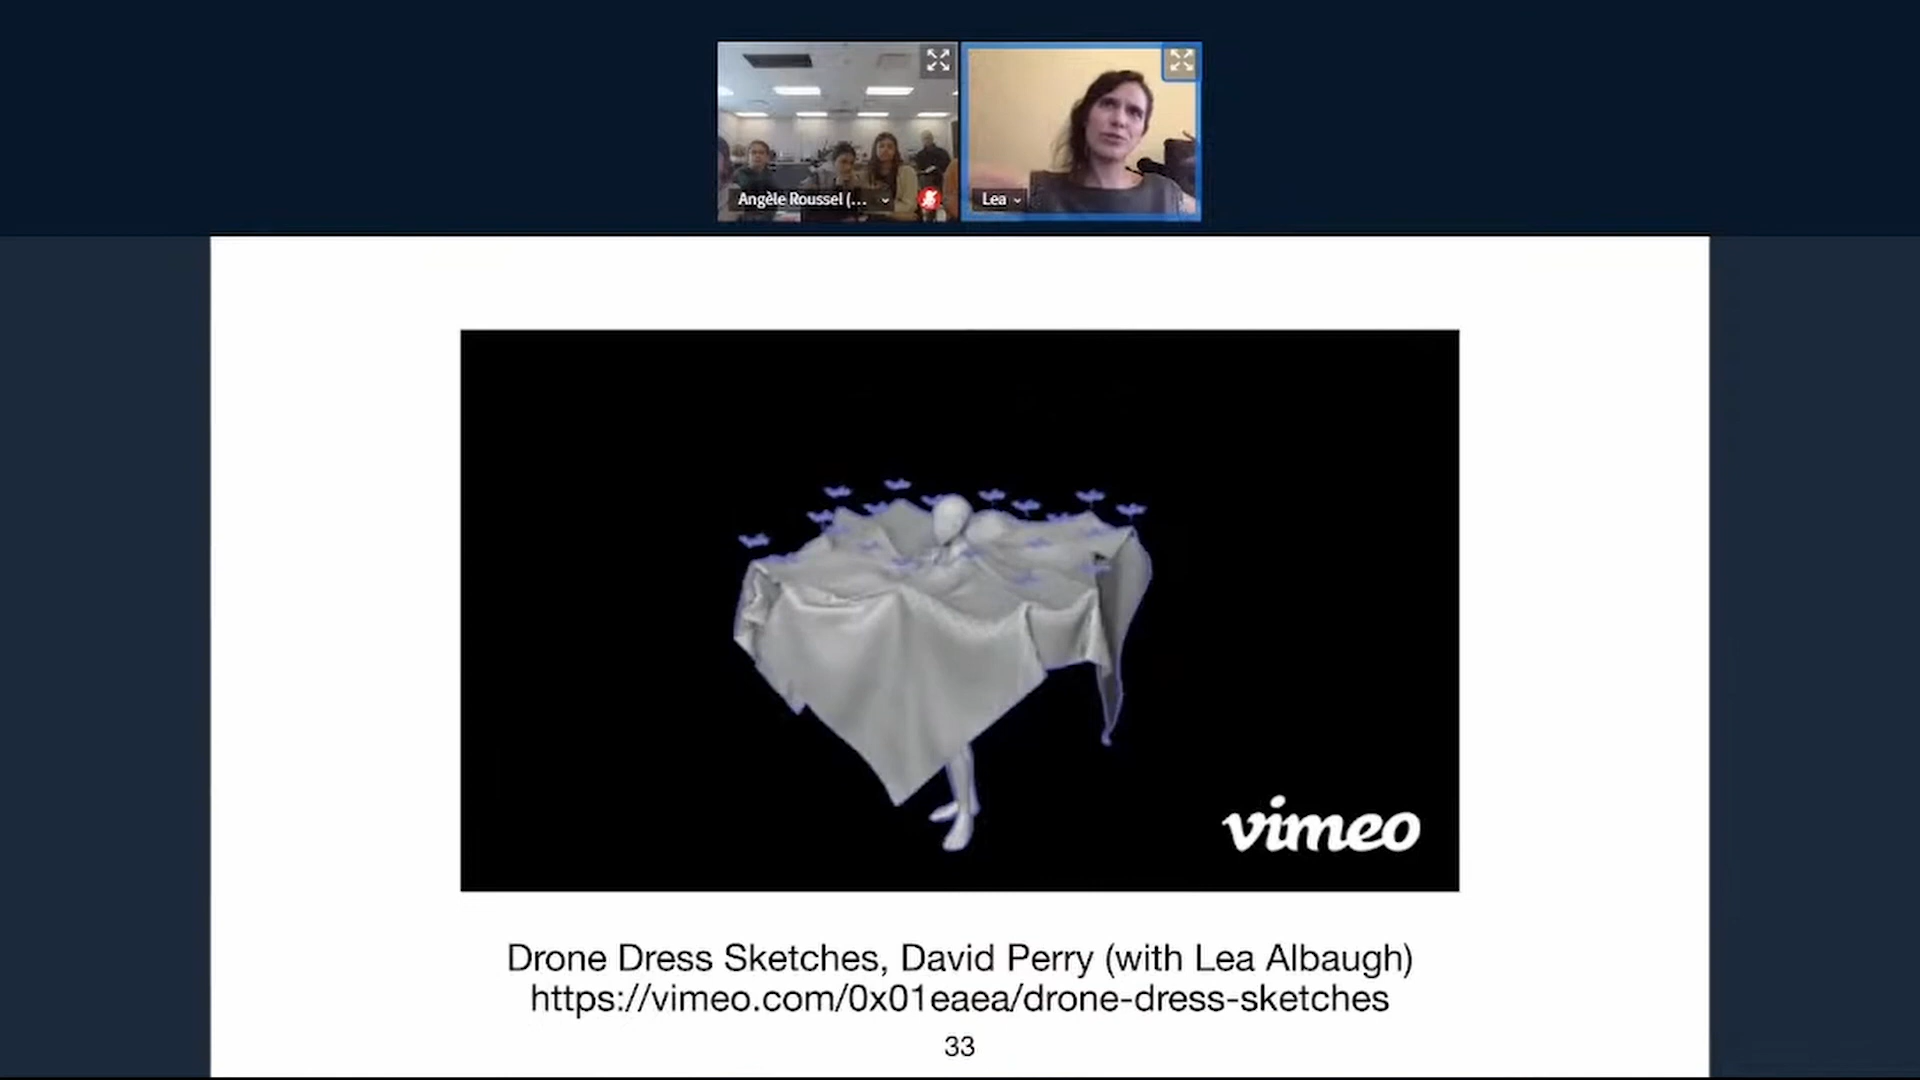 Angèle Roussel (...
Lea
vimeo
Drone Dress Sketches, David Perry (with Lea Albaugh)
https://vimeo.com/0x01eaea/drone-dress-sketches
33